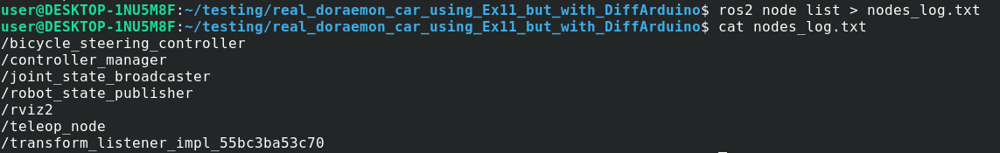 user@DESKTOP-1NU5M8F:~/testing/real_doraemon_car_using_Ex11_but_with_DiffArduino$ ros2 node list > nodes_log.txt
user@DESKTOP-1NU5M8F:~/testing/real_doraemon_car_using_Ex11_but_with_DiffArduino$ cat nodes_log.txt
/bicycle_steering_controller
/controller_manager
/joint_state_broadcaster
/robot_state_publisher
/rviz2
/teleop_node
/transform_listener_impl_55bc3ba53c70